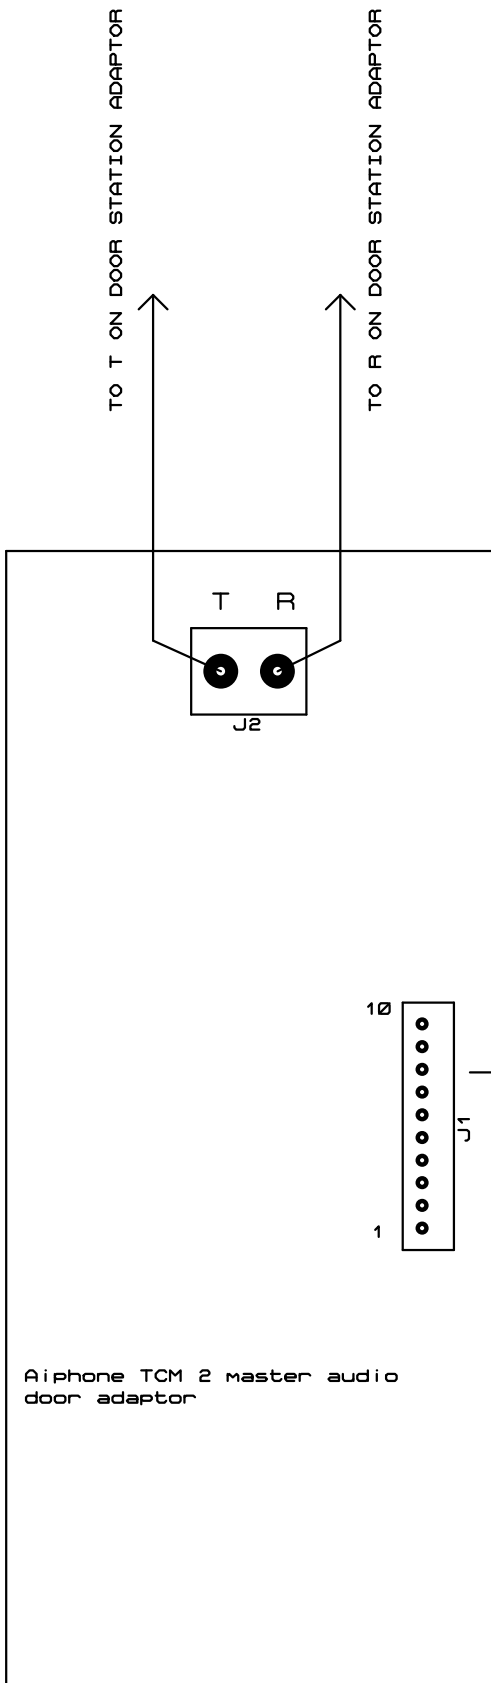 TO T ON DOOR STATION ADAPTOR
TO R ON DOOR STATION ADAPTOR
T R
J2
10
J1
1
Aiphone TCM 2 master audio
door adaptor